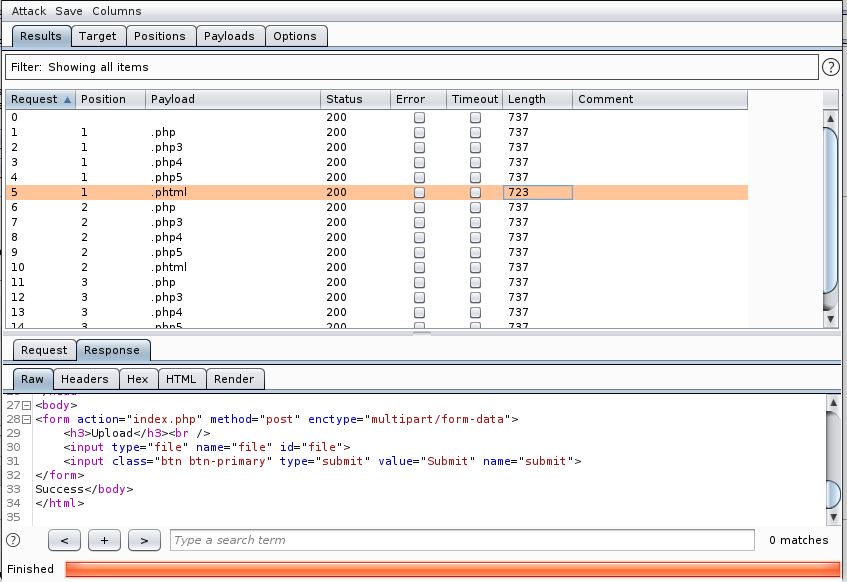 Attack Save Columns
Results Target Positions Payloads Options
Filter: Showing all items ?
Request Position Payload Status Error Timeout Length Comment
0 200 737
1 1 .php 200 737
2 1 .php3 200 737
3 1 .php4 200 737
4 1 .php5 200 737
5 1 .phtml 200 723
6 2 .php 200 737
7 2 .php3 200 737
8 2 .php4 200 737
9 2 .php5 200 737
10 2 .phtml 200 737
11 3 .php 200 737
12 3 .php3 200 737
13 3 .php4 200 737
14 3 .php5 200 737
Request Response
Raw Headers Hex HTML Render
26 </head>
27 <body>
28 <form action="index.php" method="post" enctype="multipart/form-data">
29 <h3>Upload</h3><br />
30 <input type="file" name="file" id="file">
31 <input class="btn btn-primary" type="submit" value="Submit" name="submit">
32 </form>
33 Success</body>
34 </html>
35
? < + > Type a search term 0 matches
Finished